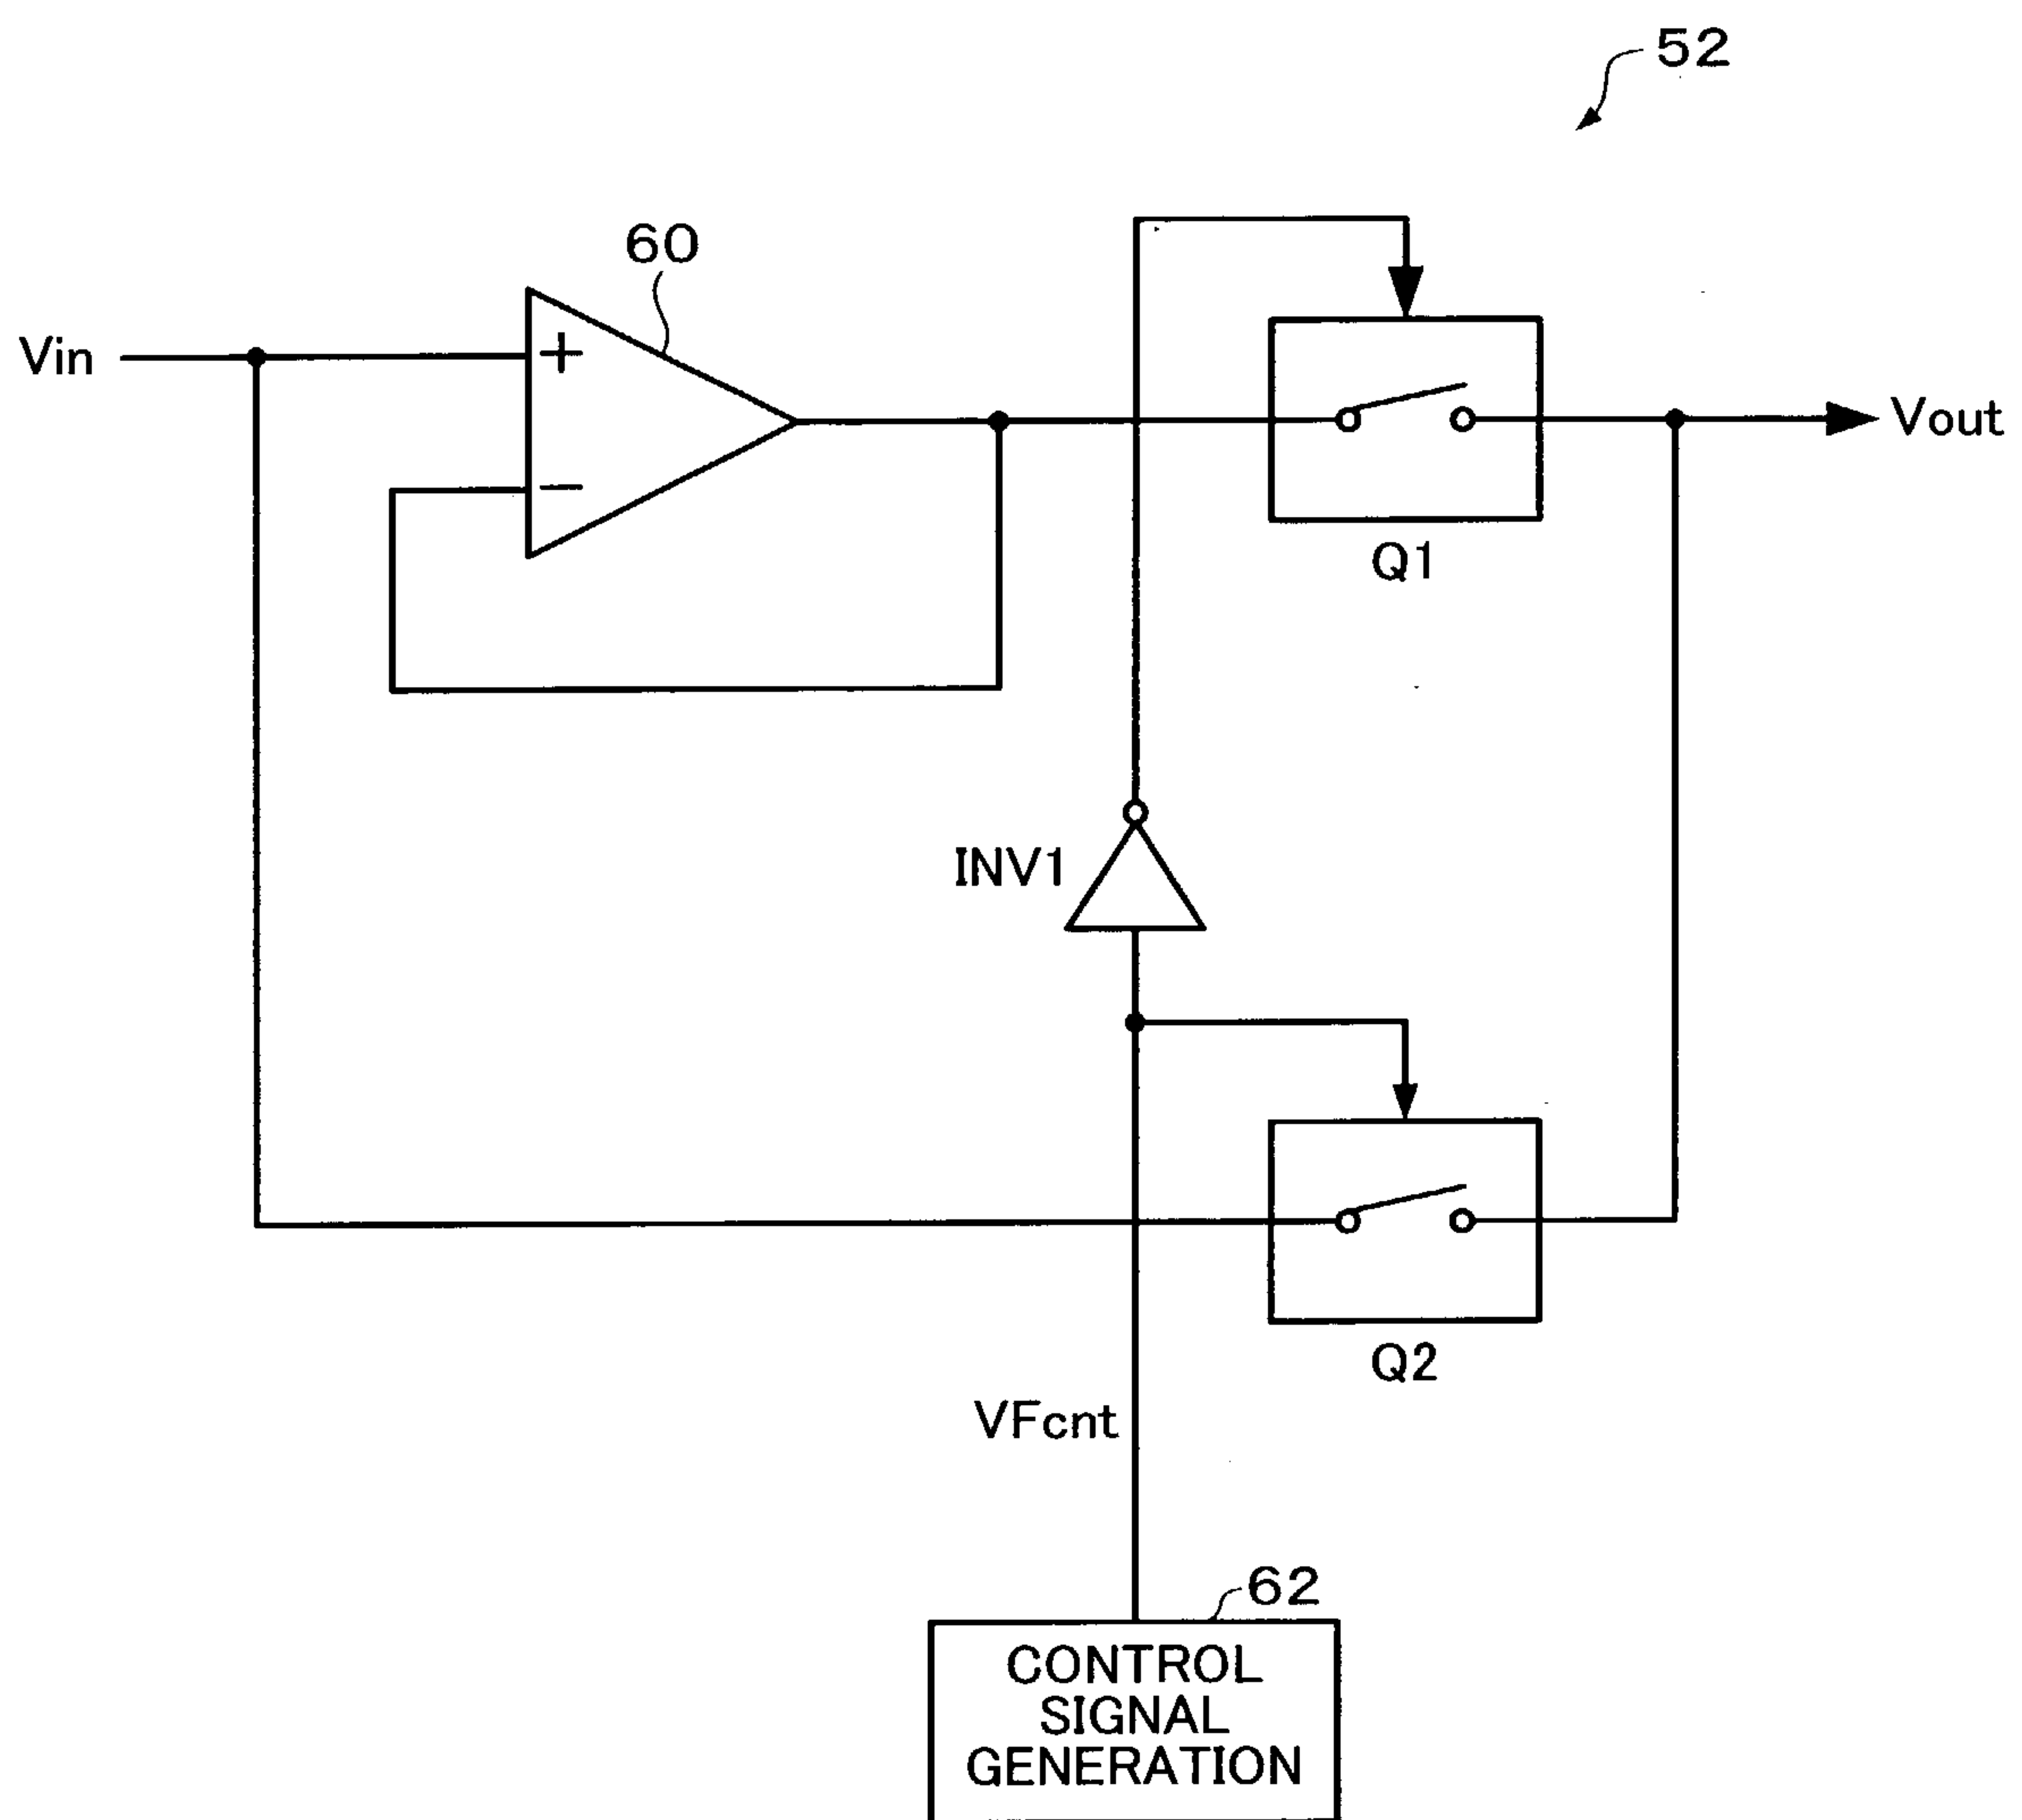 52
60
Vin
+
−
Vout
Q1
INV1
Q2
VFcnt
62
CONTROL
SIGNAL
GENERATION